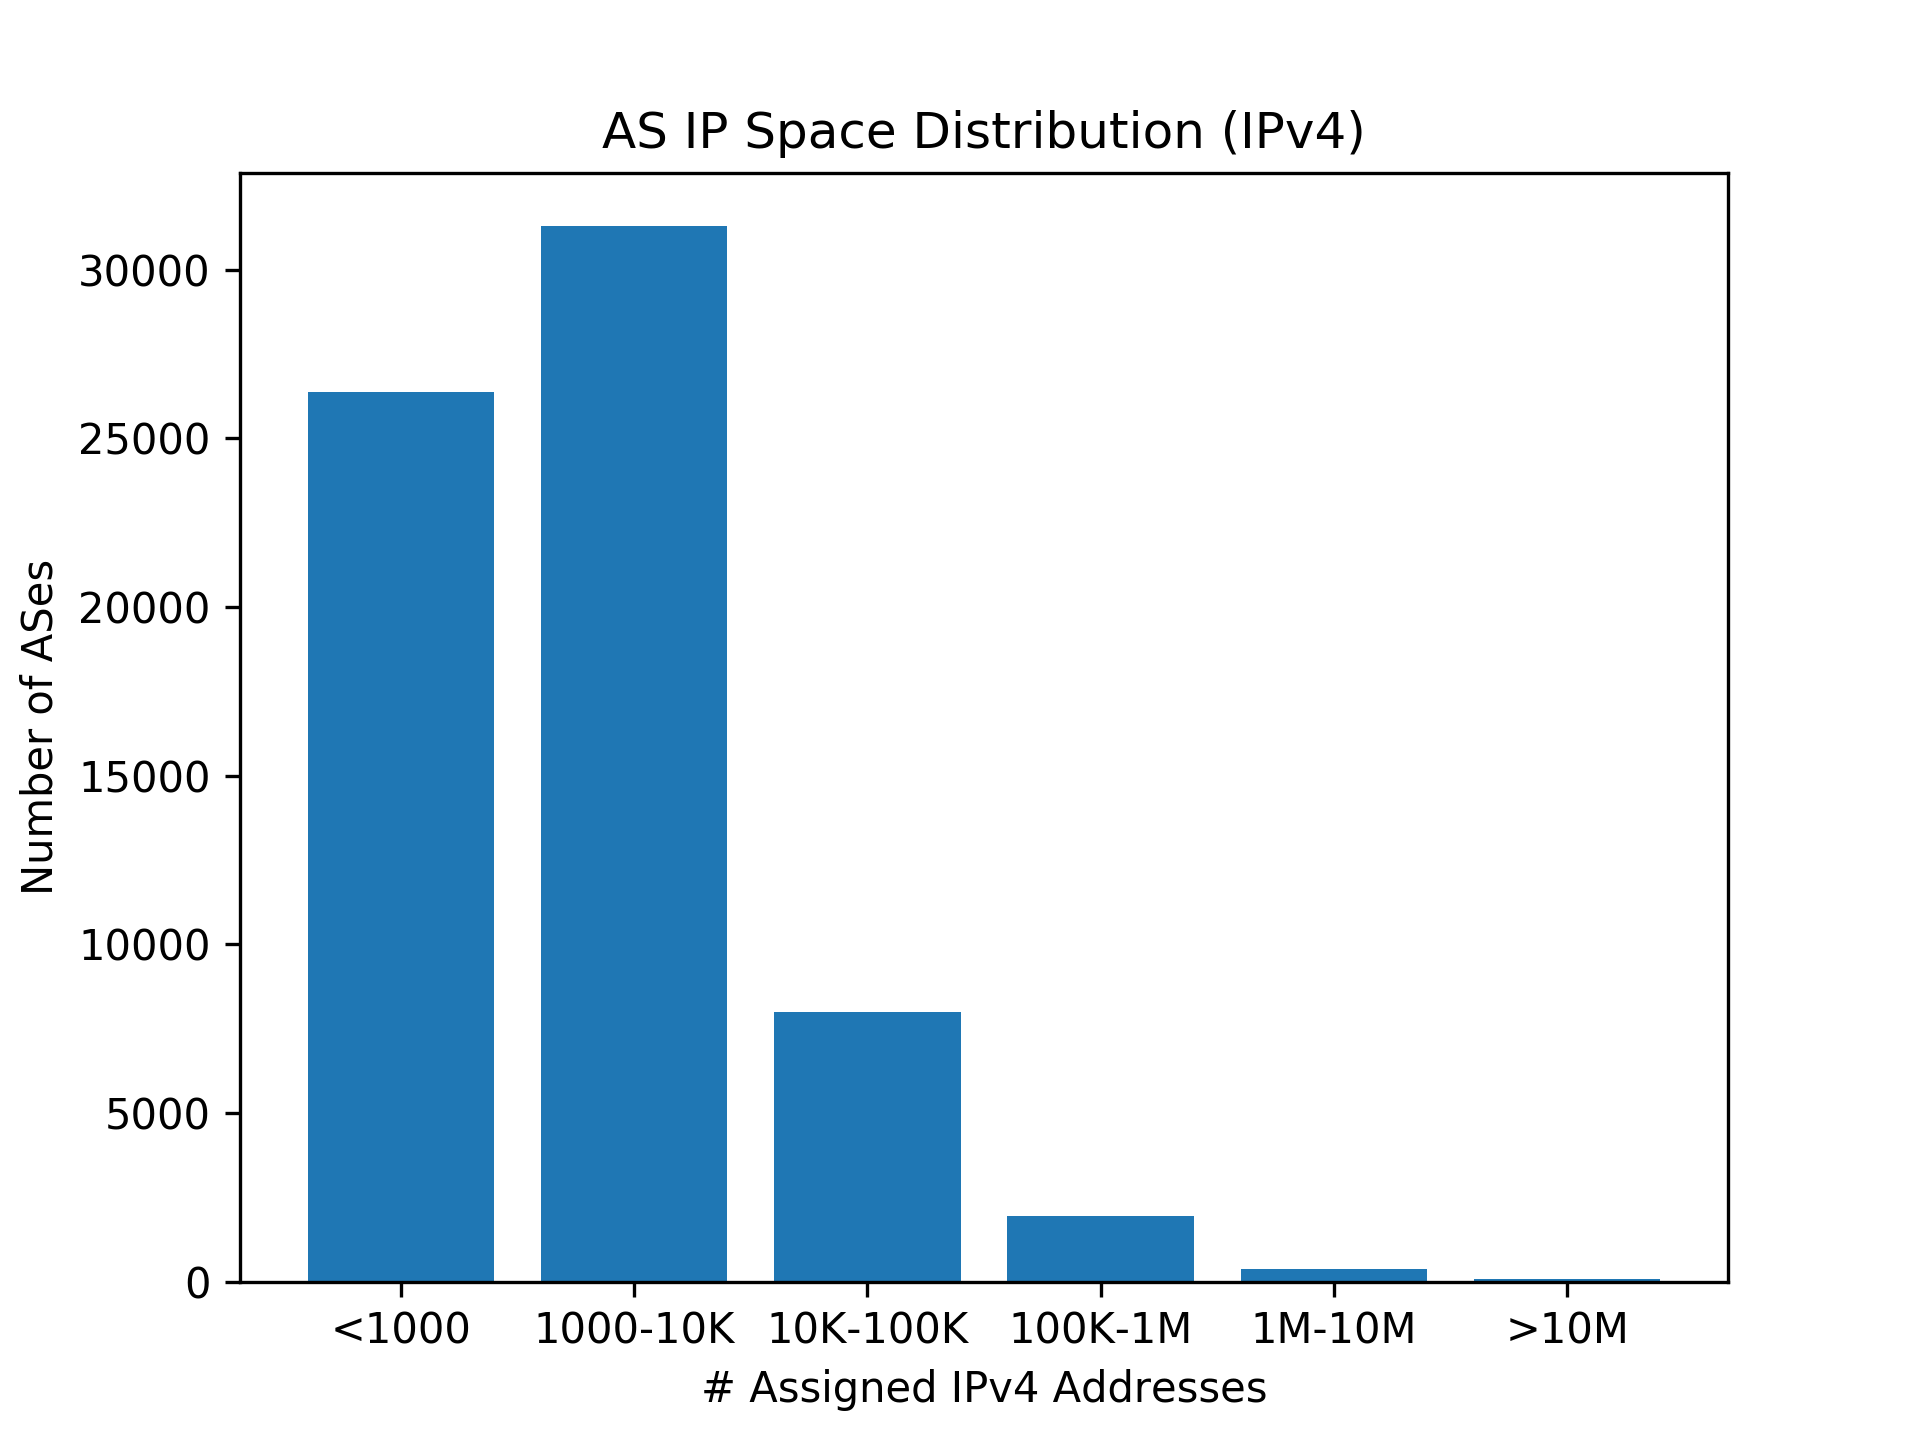 AS IP Space Distribution (IPv4)
30000
25000
20000
15000
10000
5000
0
Number of ASes
<1000
1000-10K
10K-100K
100K-1M
1M-10M
>10M
# Assigned IPv4 Addresses